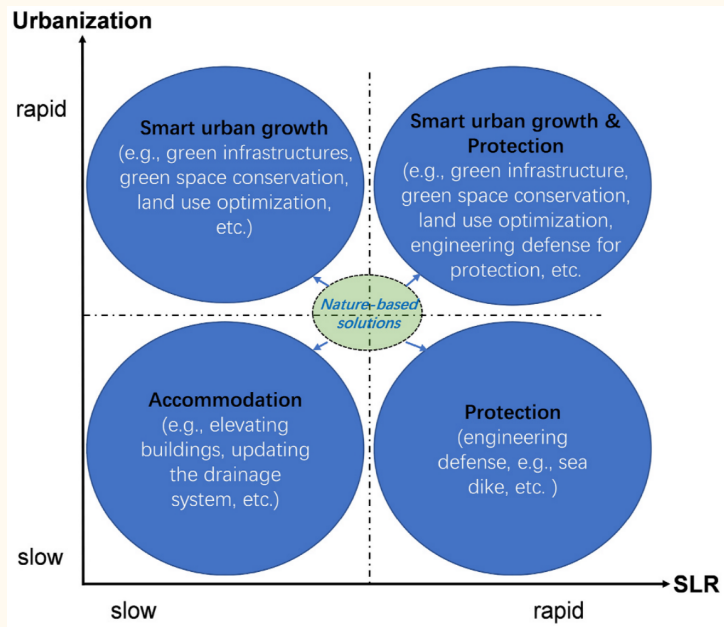 Urbanization
rapid
Smart urban growth
(e.g., green infrastructures,
green space conservation,
land use optimization,
etc.)
Smart urban growth &
Protection
(e.g., green infrastructure,
green space conservation,
land use optimization,
engineering defense for
protection, etc.
Nature-based
solutions
Accommodation
(e.g., elevating
buildings, updating
the drainage
system, etc.)
Protection
(engineering
defense, e.g., sea
dike, etc. )
slow
slow
rapid
SLR